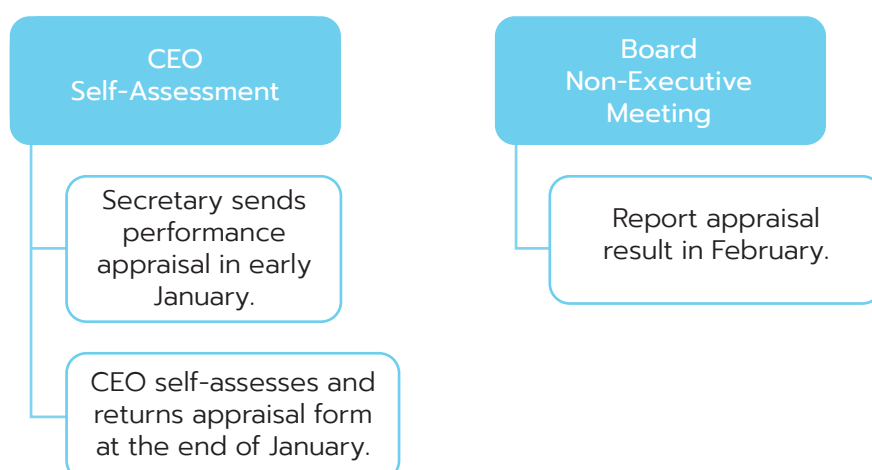 CEO
Self-Assessment
Secretary sends
performance
appraisal in early
January.
CEO self-assesses and
returns appraisal form
at the end of January.
Board
Non-Executive
Meeting
Report appraisal
result in February.